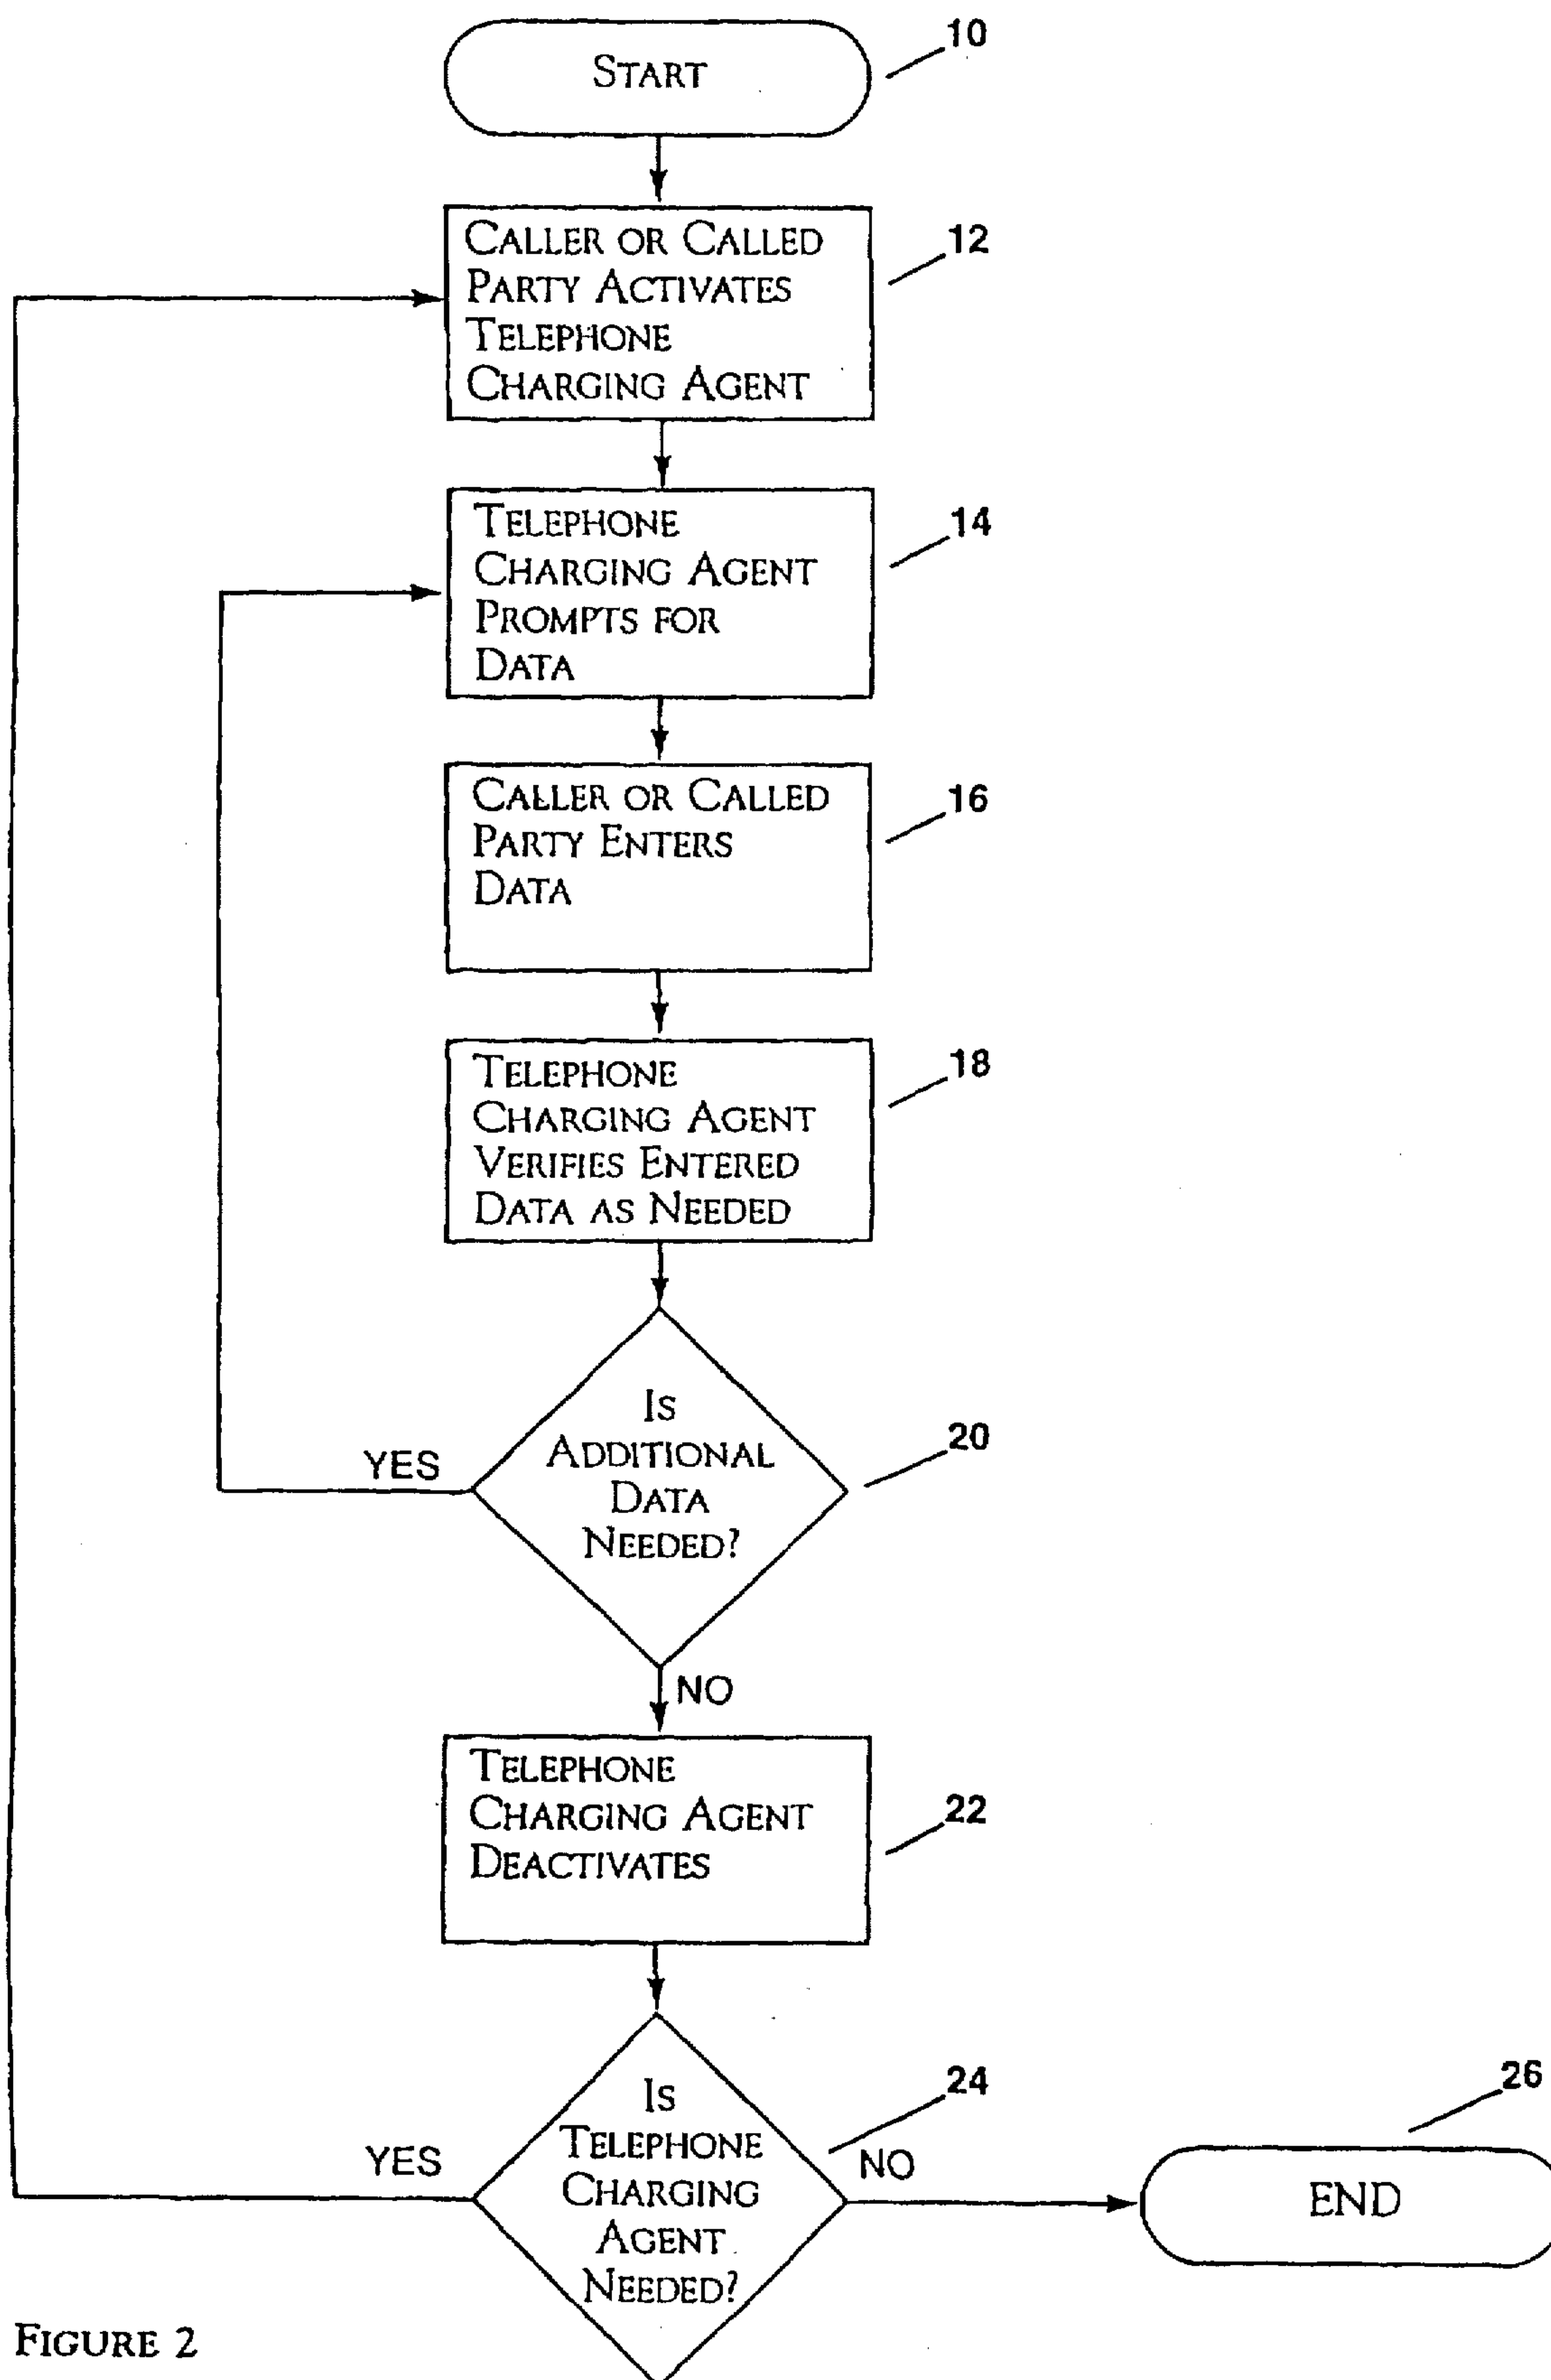 START
10
CALLER OR CALLED
PARTY ACTIVATES
TELEPHONE
CHARGING AGENT
12
TELEPHONE
CHARGING AGENT
PROMPTS FOR
DATA
14
CALLER OR CALLED
PARTY ENTERS
DATA
16
TELEPHONE
CHARGING AGENT
VERIFIES ENTERED
DATA AS NEEDED
18
IS
ADDITIONAL
DATA
NEEDED?
20
YES
NO
TELEPHONE
CHARGING AGENT
DEACTIVATES
22
IS
TELEPHONE
CHARGING
AGENT
NEEDED?
24
YES
NO
END
26
FIGURE 2